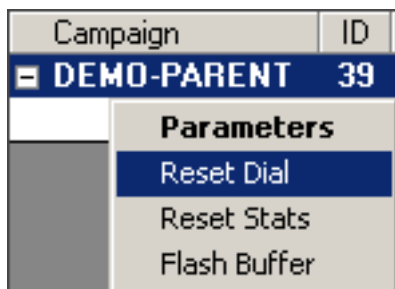 Campaign ID
DEMO-PARENT 39
Parameters
Reset Dial
Reset Stats
Flash Buffer